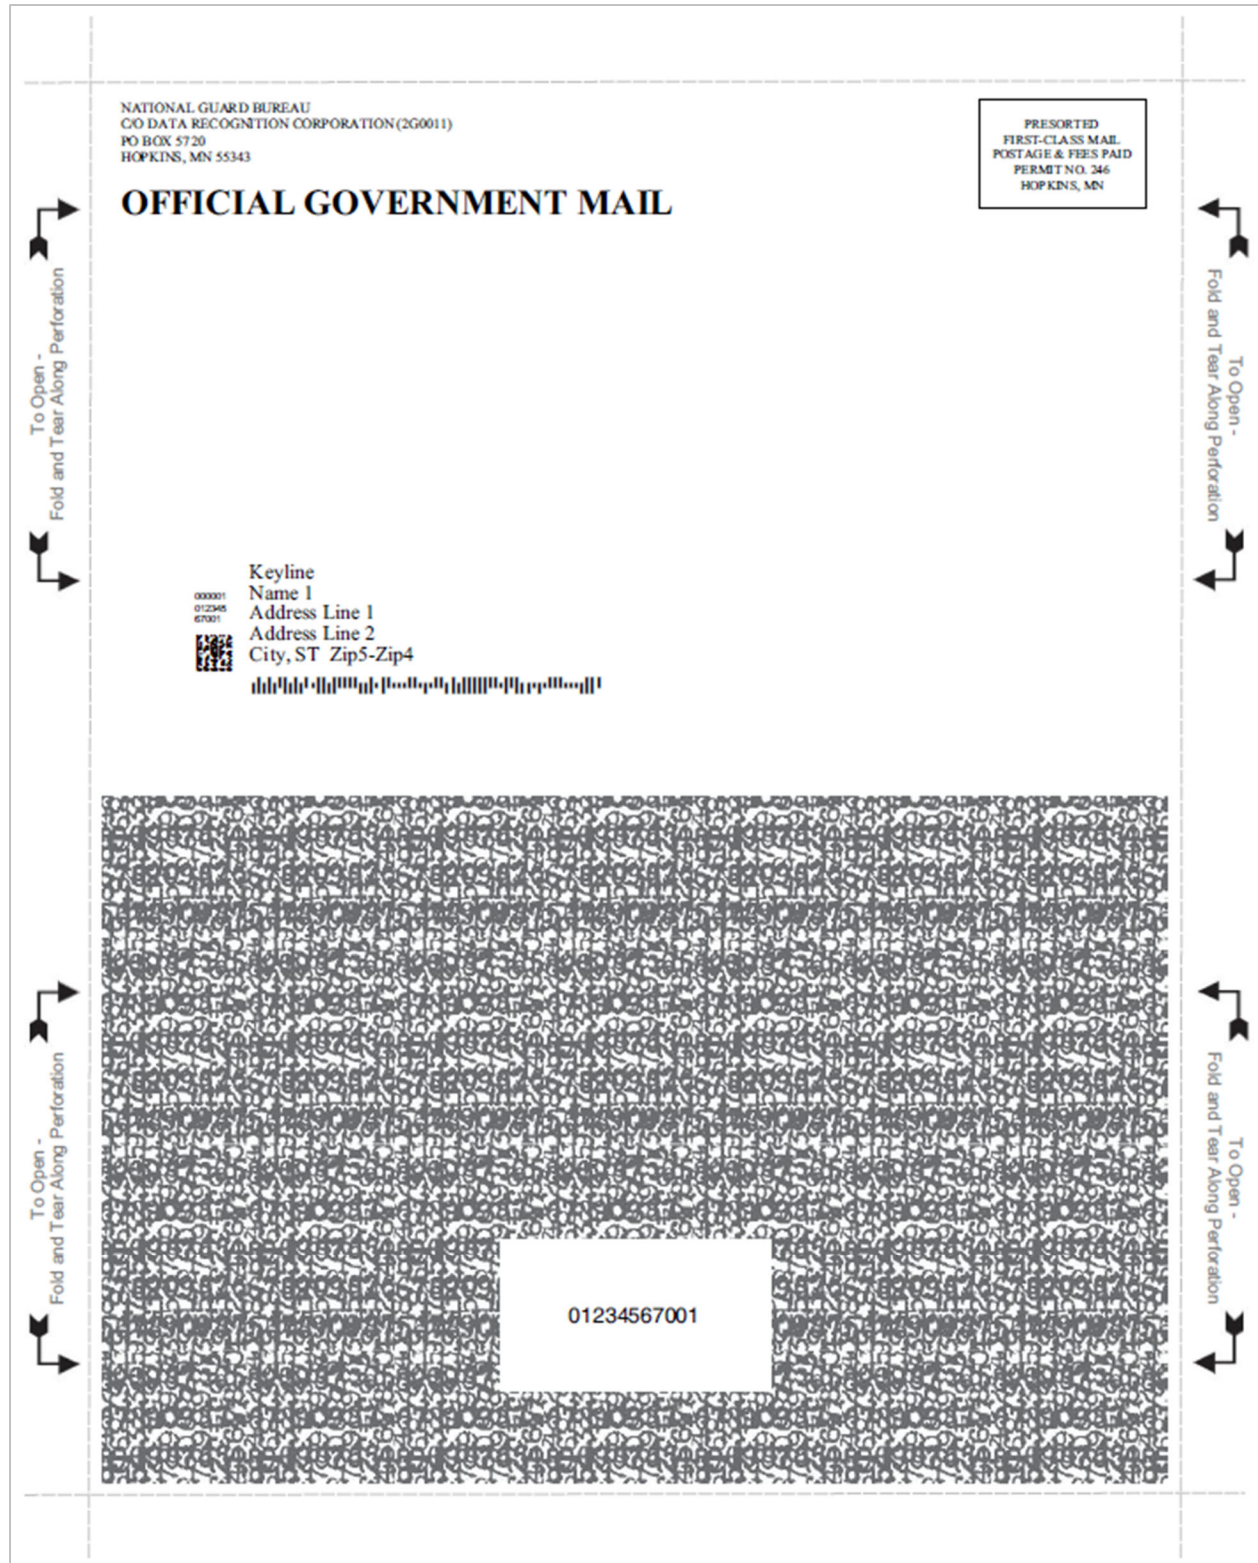 NATIONAL GUARD BUREAU
C/O DATA RECOGNITION CORPORATION (2G0011)
PO BOX 5720
HOPKINS, MN 55343
OFFICIAL GOVERNMENT MAIL
PRESORTED
FIRST-CLASS MAIL
POSTAGE & FEES PAID
PERMIT NO. 246
HOPKINS, MN
To Open -
Fold and Tear Along Perforation
To Open -
Fold and Tear Along Perforation
000001
012345
67001
Keyline
Name 1
Address Line 1
Address Line 2
City, ST  Zip5-Zip4
To Open -
Fold and Tear Along Perforation
To Open -
Fold and Tear Along Perforation
01234567001